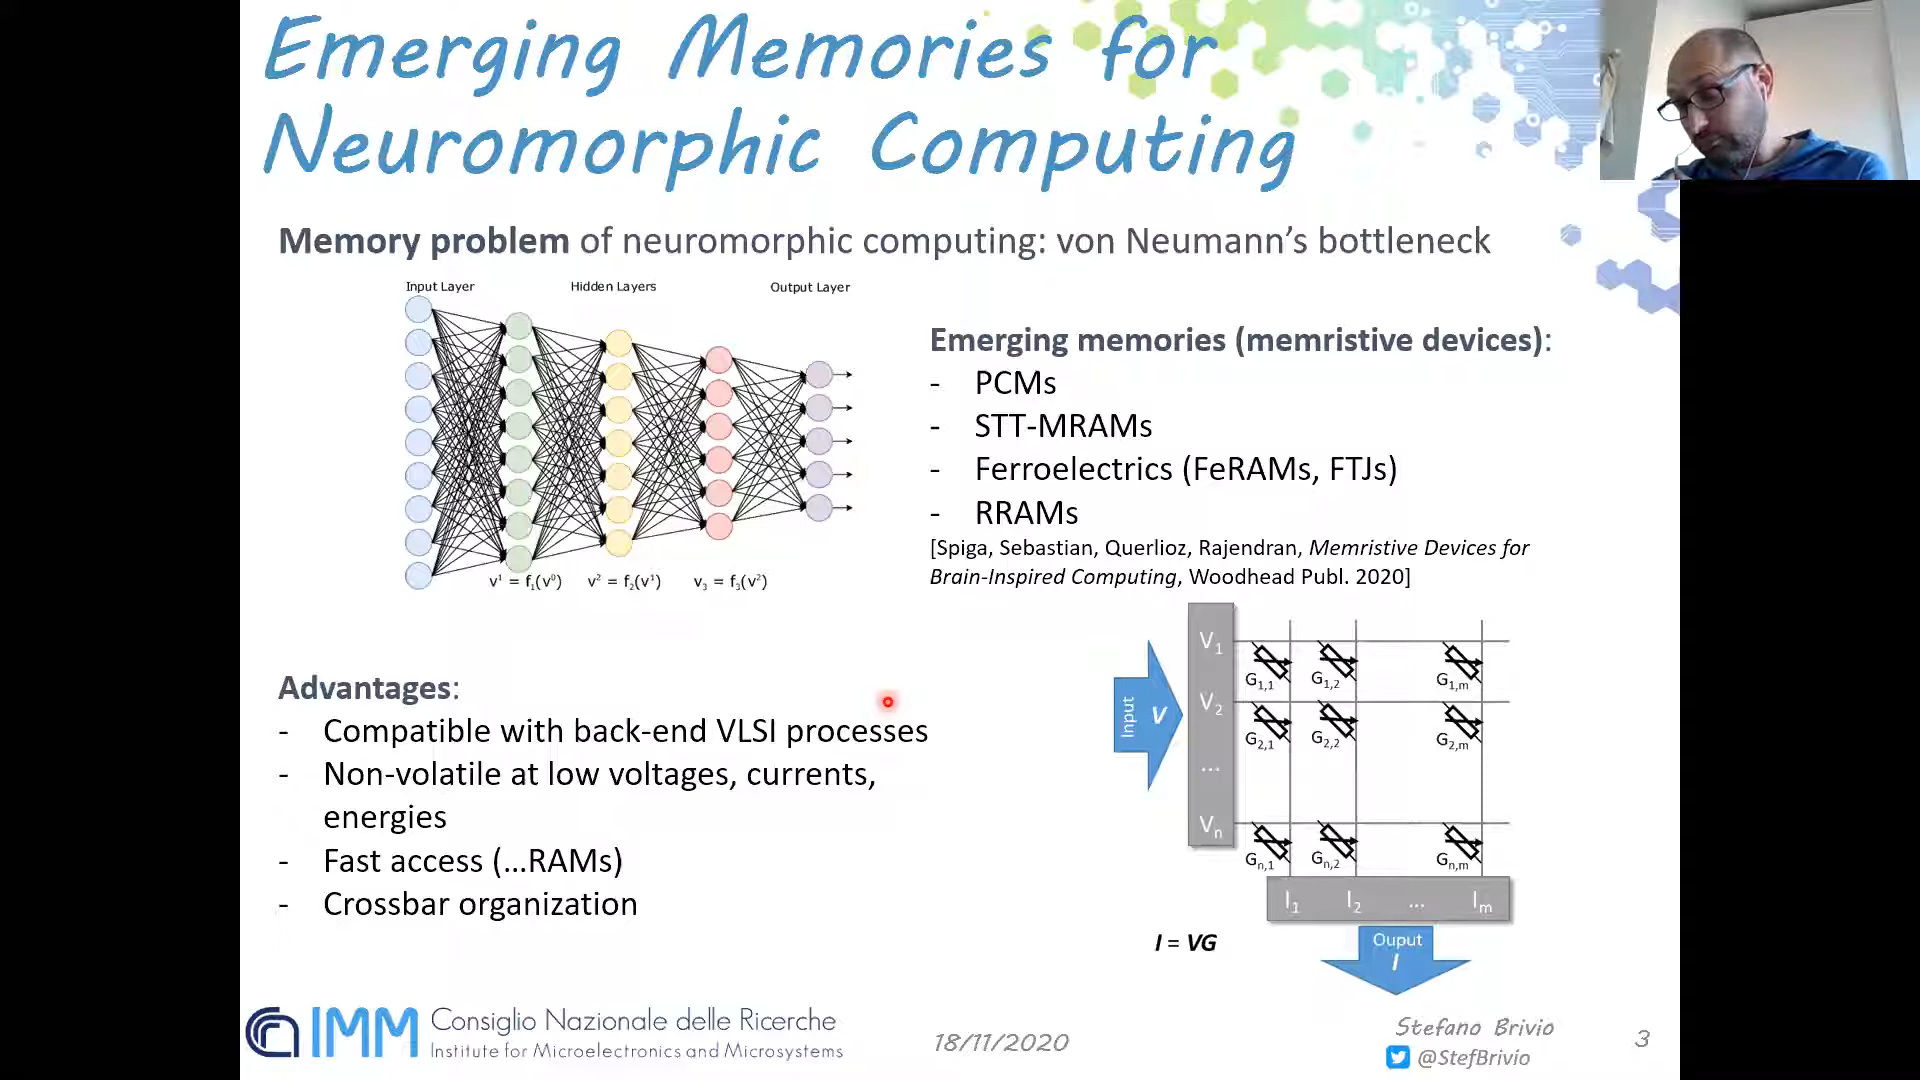 Emerging Memories for
Neuromorphic Computing
Memory problem of neuromorphic computing: von Neumann's bottleneck
Input Layer Hidden Layers Output Layer
v¹ = f₁(v⁰) v² = f₂(v¹) v₃ = f₃(v²)
Emerging memories (memristive devices):
- PCMs
- STT-MRAMs
- Ferroelectrics (FeRAMs, FTJs)
- RRAMs
[Spiga, Sebastian, Querlioz, Rajendran, Memristive Devices for
Brain-Inspired Computing, Woodhead Publ. 2020]
Advantages:
- Compatible with back-end VLSI processes
- Non-volatile at low voltages, currents,
energies
- Fast access (...RAMs)
- Crossbar organization
Input V
V₁
G₁,₁ G₁,₂ G₁,m
V₂
G₂,₁ G₂,₂ G₂,m
...
Vn
Gn,₁ Gn,₂ Gn,m
I₁ I₂ ... Im
I = VG
Ouput
I
IMM
Consiglio Nazionale delle Ricerche
Institute for Microelectronics and Microsystems
18/11/2020
Stefano Brivio
@StefBrivio
3